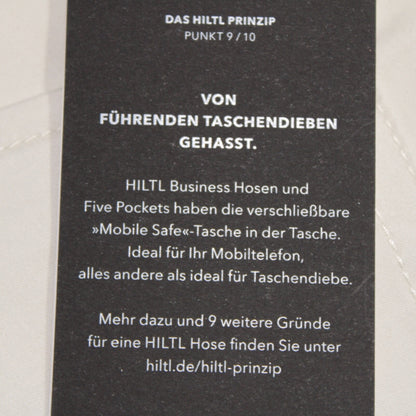 DAS HILTL PRINZIP
PUNKT 9 / 10
VON
FÜHRENDEN TASCHENDIEBEN
GEHASST.
HILTL Business Hosen und
Five Pockets haben die verschließbare
»Mobile Safe«-Tasche in der Tasche.
Ideal für Ihr Mobiltelefon,
alles andere als ideal für Taschendiebe.
Mehr dazu und 9 weitere Gründe
für eine HILTL Hose finden Sie unter
hiltl.de/hiltl-prinzip